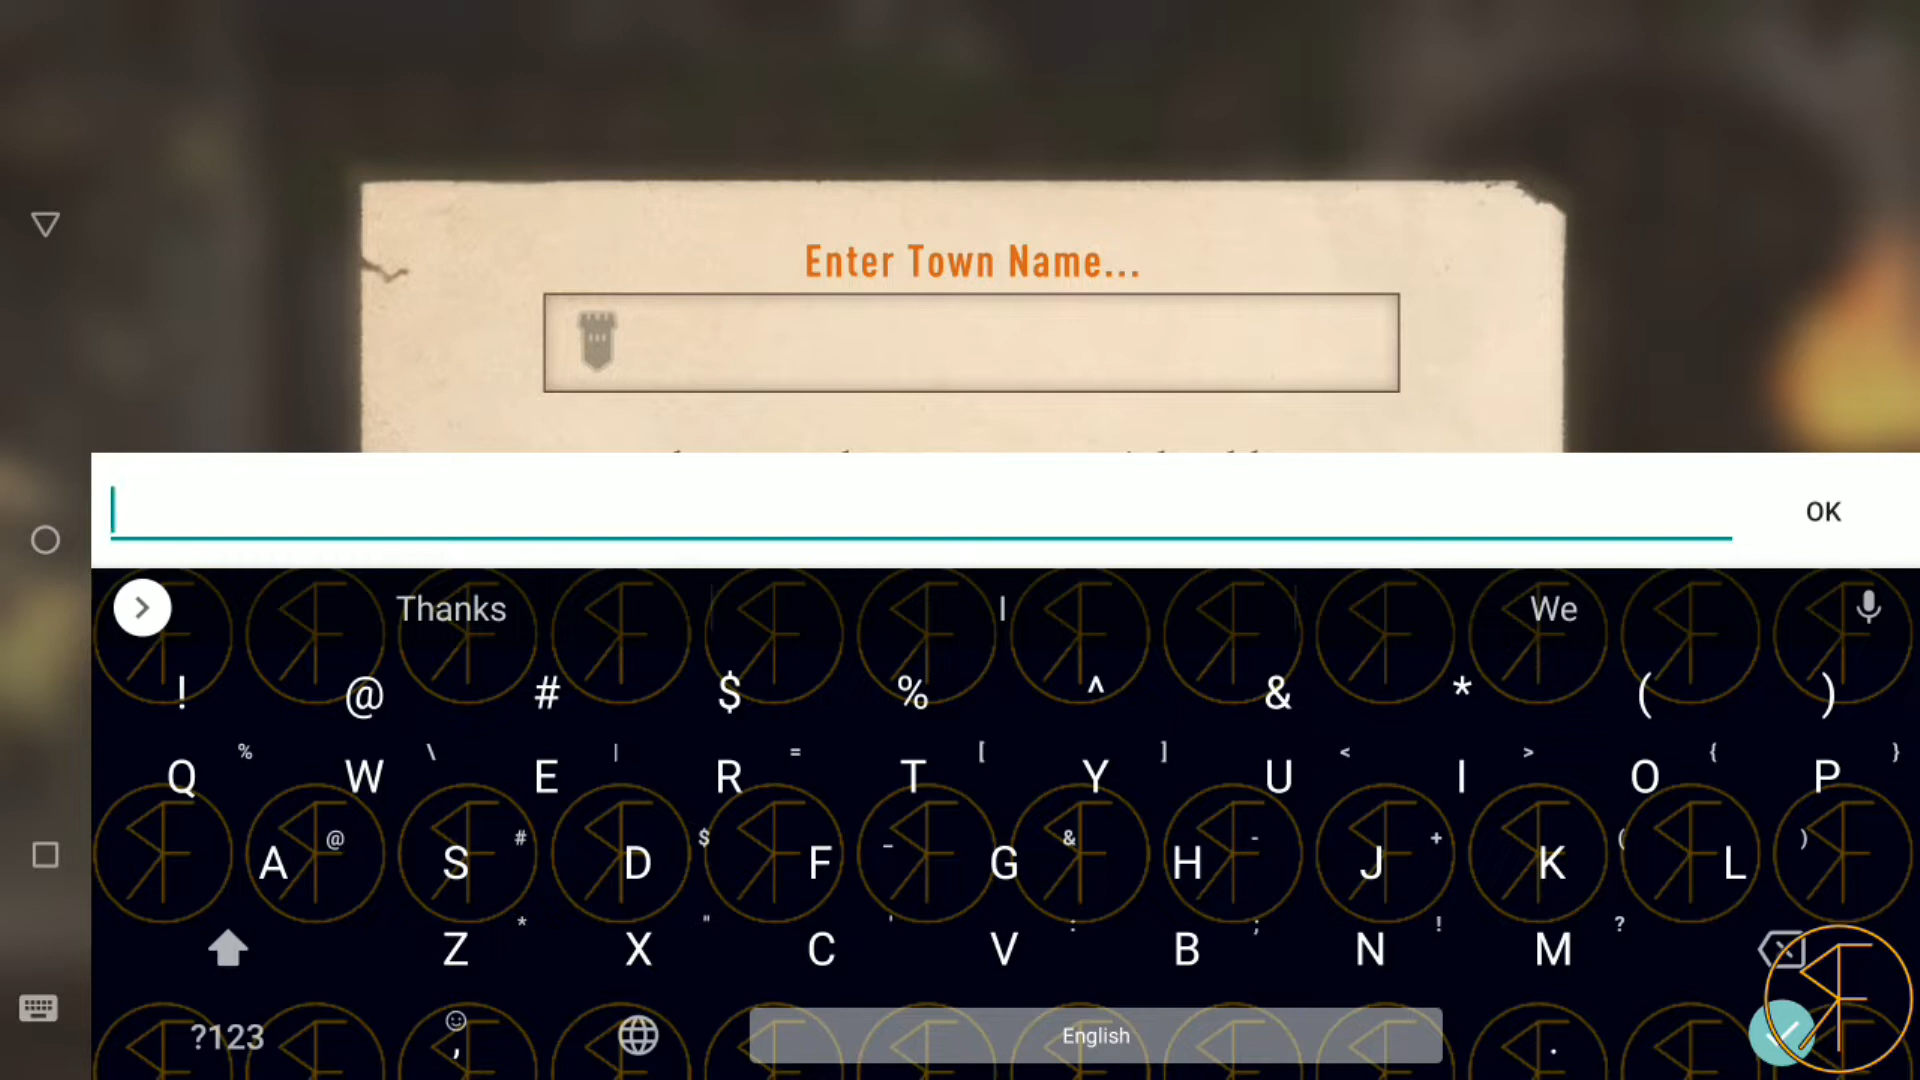 Enter Town Name...
OK
Thanks I We
! @ # $ % ^ & * ( )
% \ | = [ ] < > { }
Q W E R T Y U I O P
@ # $ _ & - + ( )
A S D F G H J K L
* " ' : ; ! ?
Z X C V B N M
?123 , English .